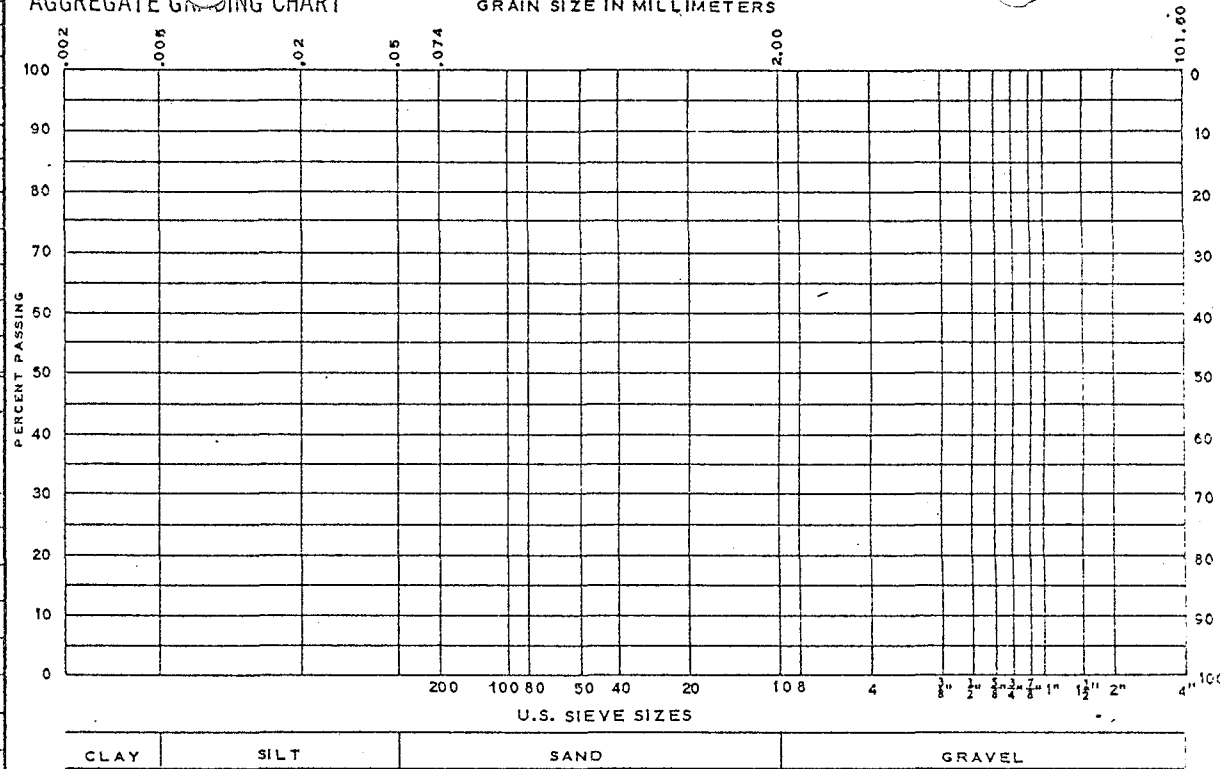 AGGREGATE GRADING CHART
GRAIN SIZE IN MILLIMETERS
.002 .005 .02 .05 .074 2.00 101.60
100 0
90 10
80 20
70 30
60 40
50 50
40 60
30 70
20 80
10 90
0 100
PERCENT PASSING
200 100 80 50 40 20 10 8 4 3/8" 1/2" 5/8" 3/4" 7/8" 1" 1 1/2" 2" 4"
U.S. SIEVE SIZES
CLAY SILT SAND GRAVEL